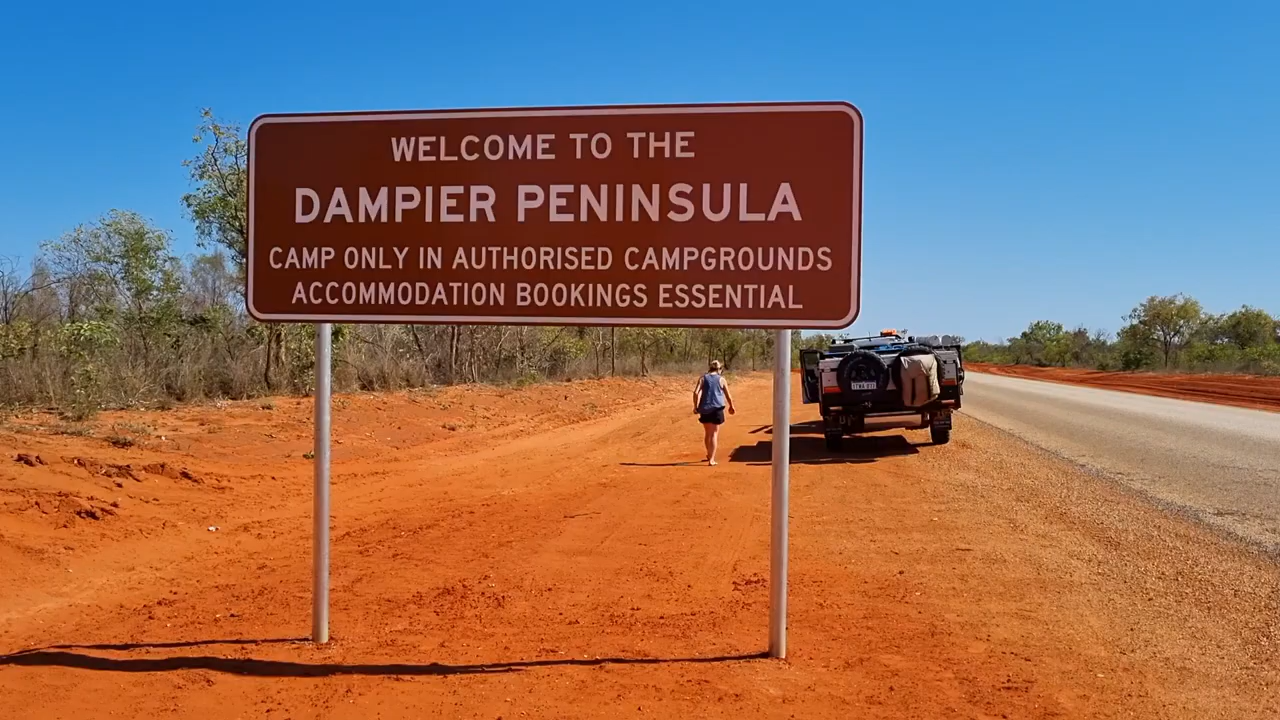 WELCOME TO THE
DAMPIER PENINSULA
CAMP ONLY IN AUTHORISED CAMPGROUNDS
ACCOMMODATION BOOKINGS ESSENTIAL